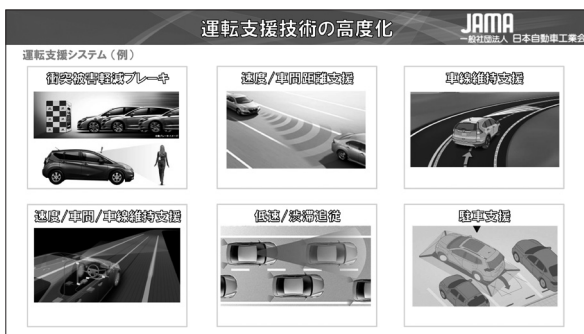 運転支援技術の高度化
JAMA
一般社団法人 日本自動車工業会
運転支援システム（例）
衝突被害軽減ブレーキ
速度/車間距離支援
車線維持支援
速度/車間/車線維持支援
低速/渋滞追従
駐車支援